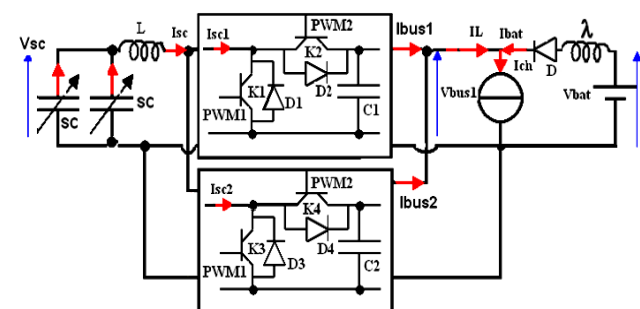 Vsc
L
Isc
Isc1
PWM2
K2
D2
K1
D1
C1
PWM1
SC
SC
Ibus1
IL
Ibat
λ
Ich
D
Vbus1
Vbat
Isc2
PWM2
K4
D4
K3
D3
C2
PWM1
Ibus2